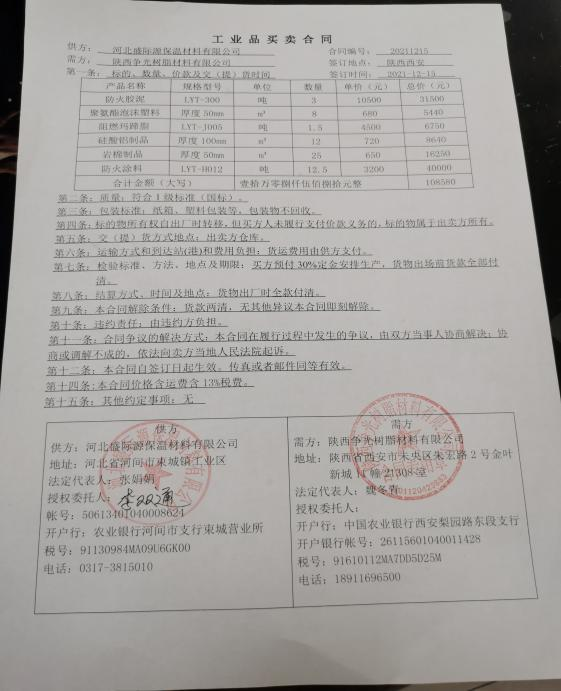 工业品买卖合同
供方： 河北盛际源保温材料有限公司 合同编号： 20211215
需方： 陕西争光树脂材料有限公司 签订地点： 陕西西安
第一条：标的、数量、价款及交（提）货时间 签订时间： 2021-12-15
产品名称 规格型号 单位 数量 单价（元） 总价（元）
防火胶泥 LYT-300 吨 3 10500 31500
聚氨酯泡沫塑料 厚度 50mm m³ 8 680 5440
阻燃玛蹄脂 LYT-J005 吨 1.5 4500 6750
硅酸铝制品 厚度 100mm m³ 12 720 8640
岩棉制品 厚度 50mm m³ 25 650 16250
防火涂料 LYT-H012 吨 12.5 3200 40000
合计金额（大写） 壹拾万零捌仟伍佰捌拾元整 108580
第二条：质量：符合1级标准（国标）。
第三条：包装标准：纸箱、塑料包装等，包装物不回收。
第四条：标的物所有权自出厂时转移，但买方人未履行支付价款义务的，标的物属于出卖方所有。
第五条：交（提）货方式地点：出卖方仓库。
第六条：运输方式和到达站(港)和费用负担：货运费用由供方支付。
第七条：检验标准、方法、地点及期限：买方预付30%定金安排生产，货物出场前货款全部付
清。
第八条：结算方式、时间及地点：货物出厂时全款付清。
第九条：本合同解除条件：货款两清，无其他异议本合同即刻解除。
第十条：违约责任：由违约方负担。
第十一条：合同争议的解决方式：本合同在履行过程中发生的争议，由双方当事人协商解决；协
商或调解不成的，依法向卖方当地人民法院起诉。
第十二条：本合同自签订日起生效。传真或者邮件同等有效。
第十四条:本合同价格含运费含13%税费。
第十五条：其他约定事项：无
供方
供方：河北盛际源保温材料有限公司
地址：河北省河间市束城镇工业区
法定代表人：张娟娟
授权委托人：
帐号：50613401040008624
开户行：农业银行河间市支行束城营业所
税号：91130984MA09U6GK00
电话：0317-3815010
需方
需方：陕西争光树脂材料有限公司
地址：陕西省西安市未央区朱宏路2号金叶
新城11幢21308室
法定代表人：魏冬青
授权委托人：
开户行：中国农业银行西安梨园路东段支行
开户行银行帐号：26115601040011428
税号：91610112MA7DD5D25M
电话：18911696500